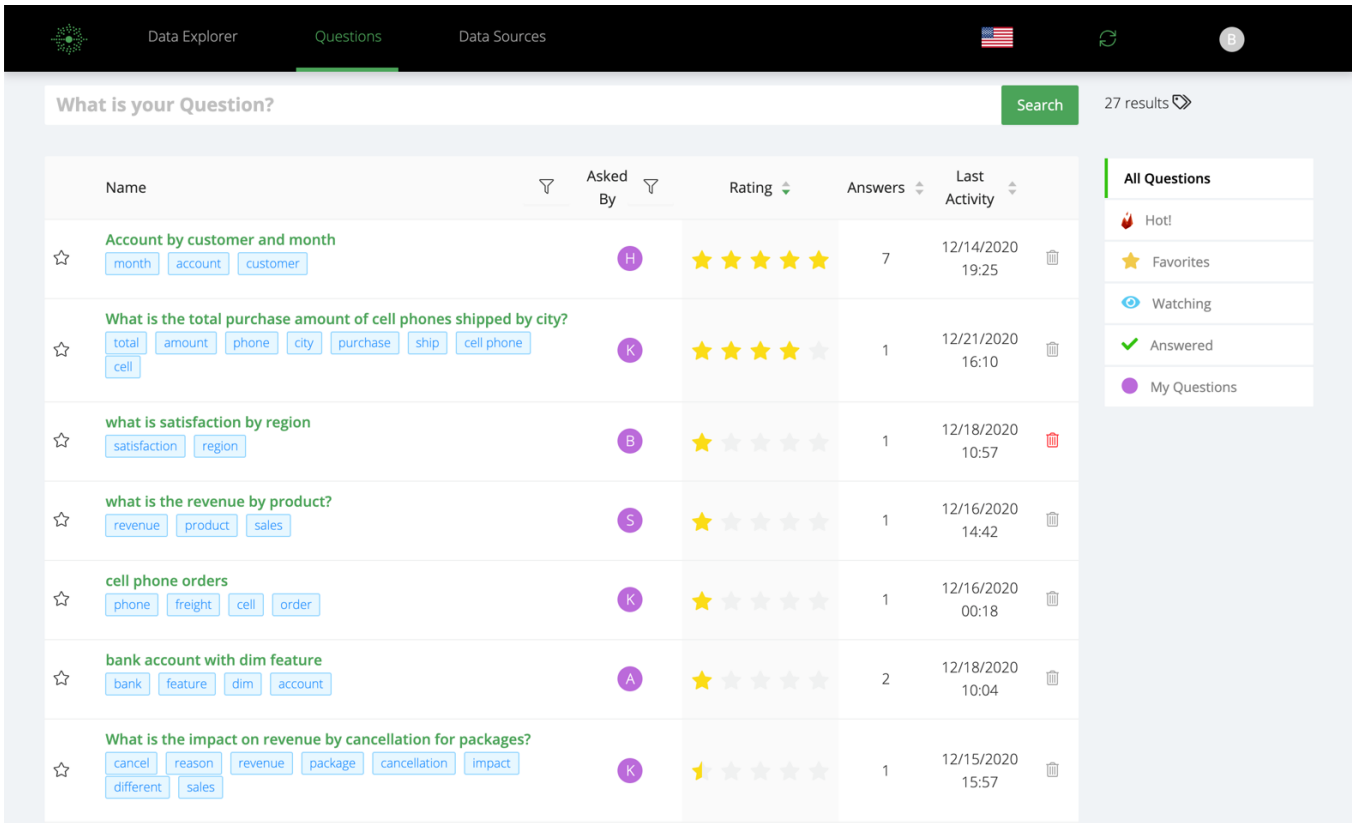 Data Explorer Questions Data Sources B
What is your Question? Search 27 results
Name Asked By Rating Answers Last Activity
Account by customer and month
month account customer
H 7 12/14/2020 19:25
What is the total purchase amount of cell phones shipped by city?
total amount phone city purchase ship cell phone
cell
K 1 12/21/2020 16:10
what is satisfaction by region
satisfaction region
B 1 12/18/2020 10:57
what is the revenue by product?
revenue product sales
S 1 12/16/2020 14:42
cell phone orders
phone freight cell order
K 1 12/16/2020 00:18
bank account with dim feature
bank feature dim account
A 2 12/18/2020 10:04
What is the impact on revenue by cancellation for packages?
cancel reason revenue package cancellation impact
different sales
K 1 12/15/2020 15:57
All Questions
Hot!
Favorites
Watching
Answered
My Questions